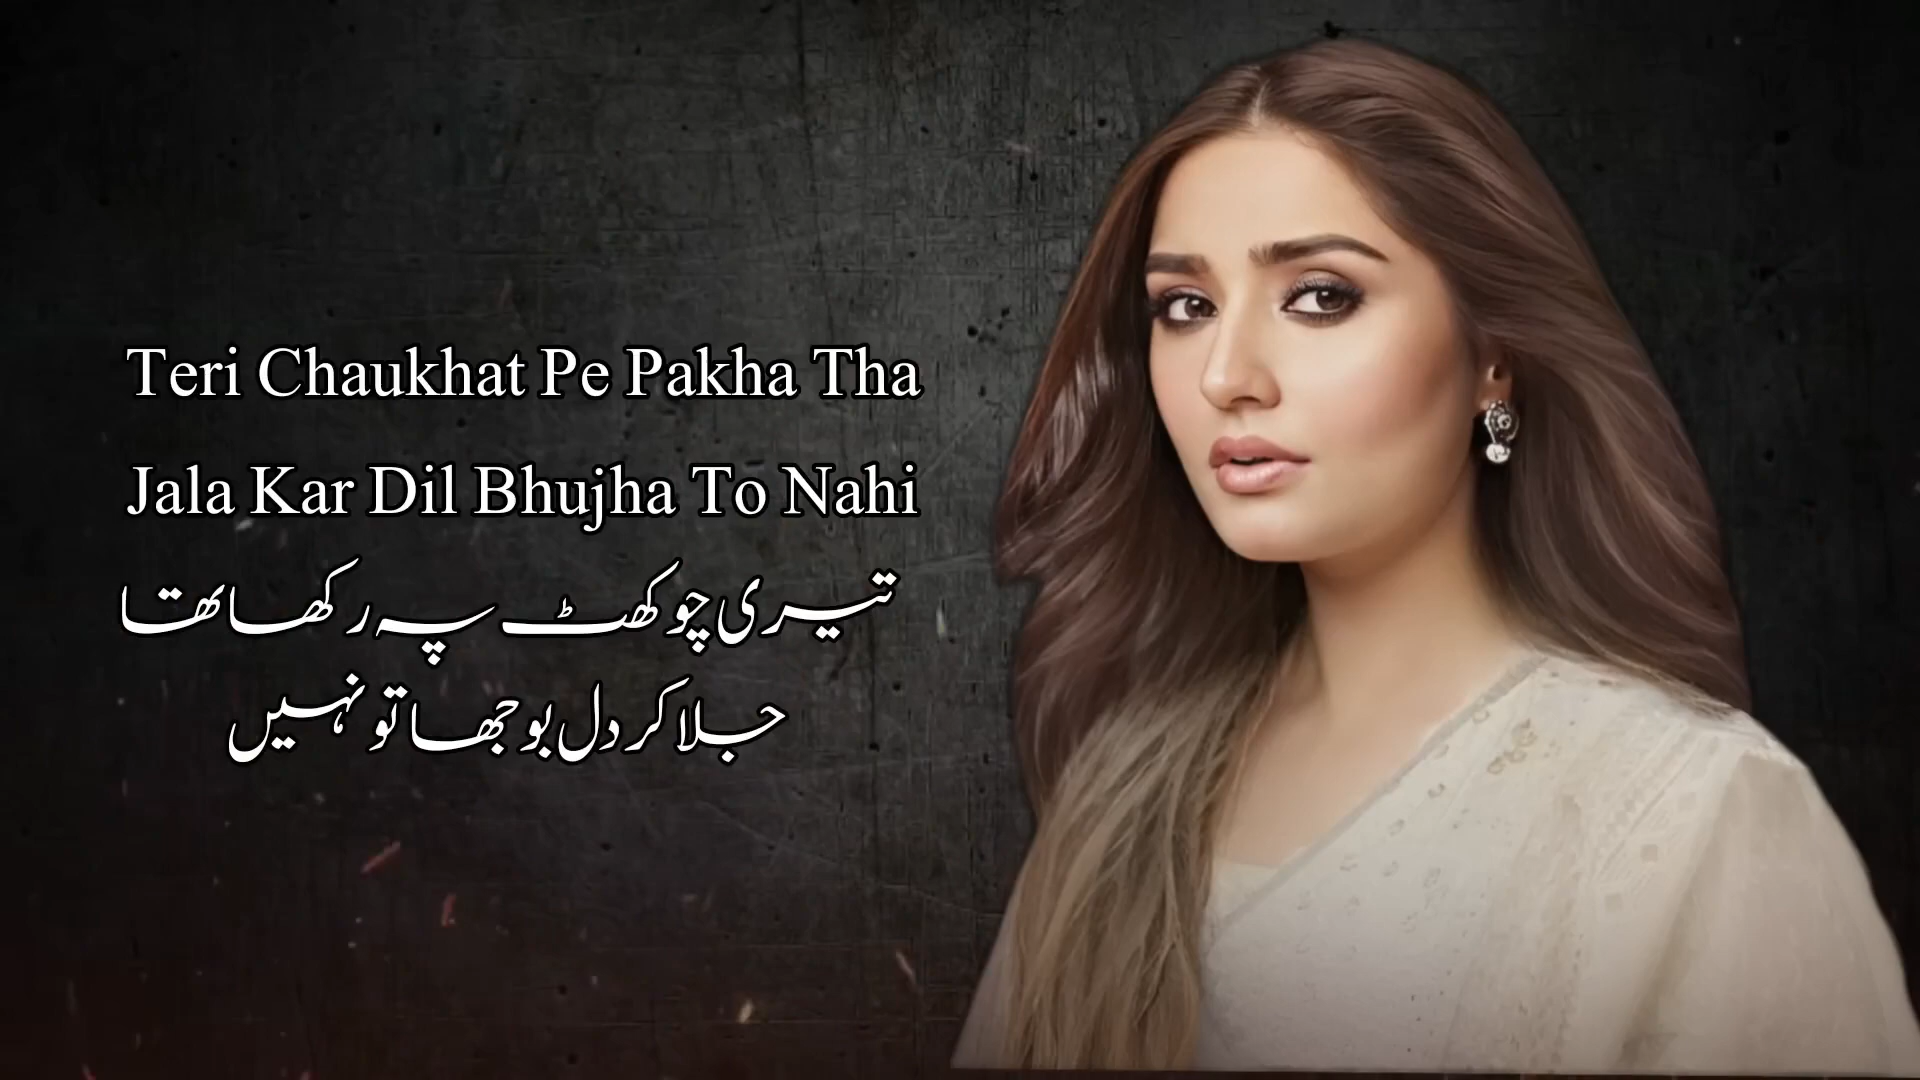 Teri Chaukhat Pe Pakha Tha
Jala Kar Dil Bhujha To Nahi
تیری چوکھٹ پہ رکھا تھا
جلا کر دل بوجھا تو نہیں